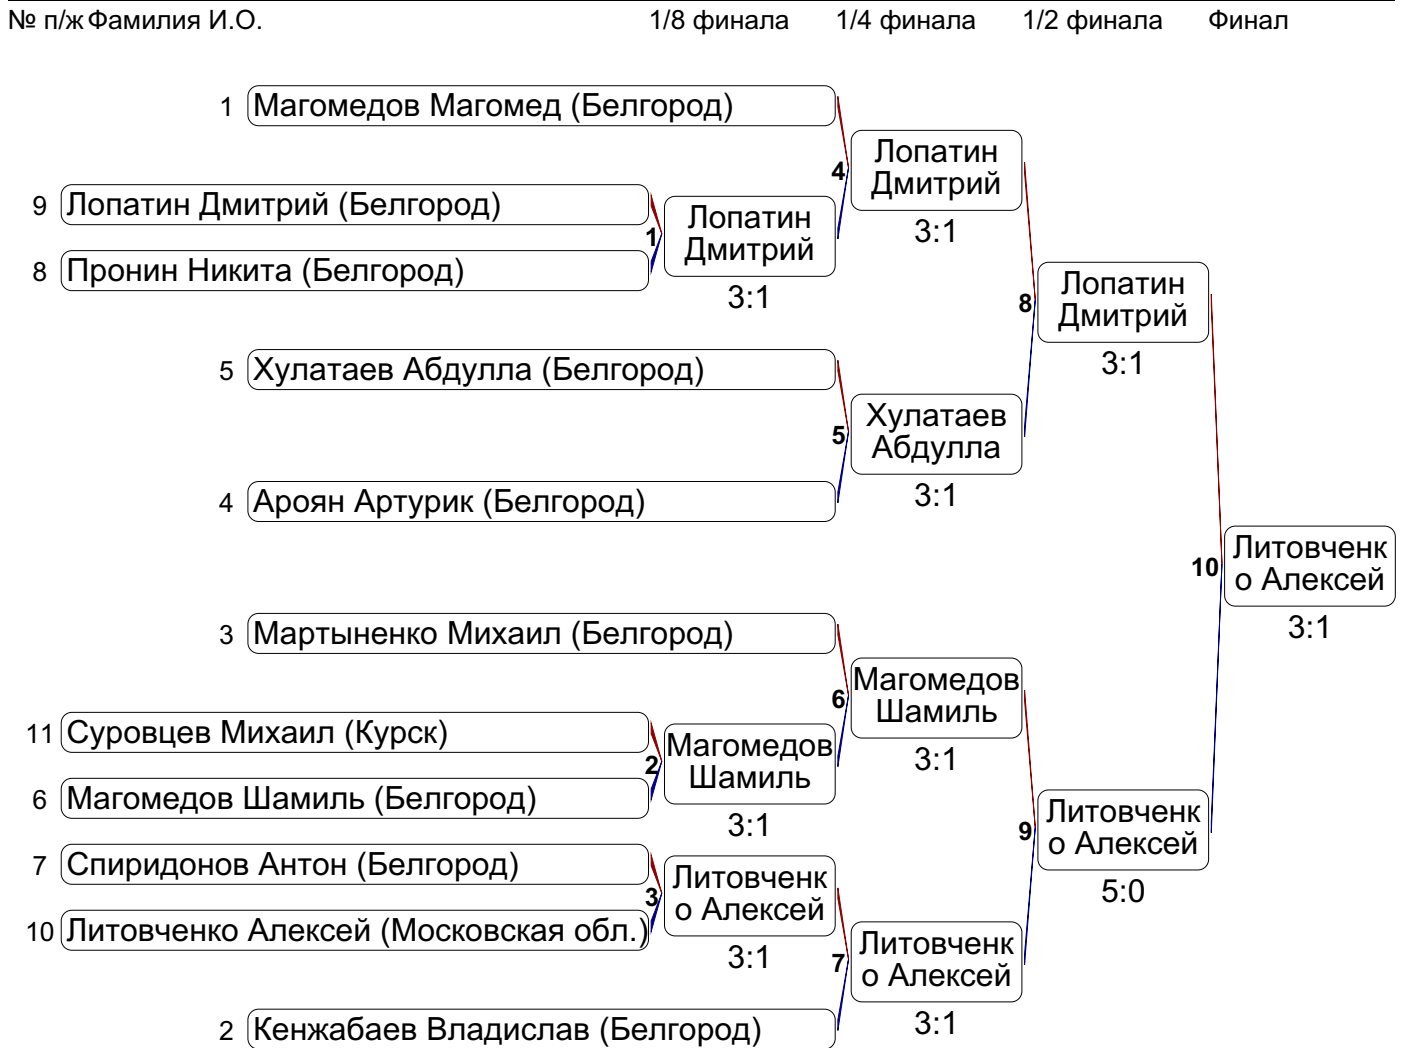 № п/ж Фамилия И.О. 1/8 финала 1/4 финала 1/2 финала Финал
1 Магомедов Магомед (Белгород)
4 Лопатин
Дмитрий
3:1
9 Лопатин Дмитрий (Белгород)
1 Лопатин
Дмитрий
3:1
8 Пронин Никита (Белгород)
8 Лопатин
Дмитрий
3:1
5 Хулатаев Абдулла (Белгород)
5 Хулатаев
Абдулла
3:1
4 Ароян Артурик (Белгород)
10 Литовченк
о Алексей
3:1
3 Мартыненко Михаил (Белгород)
6 Магомедов
Шамиль
3:1
11 Суровцев Михаил (Курск)
2 Магомедов
Шамиль
3:1
6 Магомедов Шамиль (Белгород)
9 Литовченк
о Алексей
5:0
7 Спиридонов Антон (Белгород)
3 Литовченк
о Алексей
3:1
10 Литовченко Алексей (Московская обл.)
7 Литовченк
о Алексей
3:1
2 Кенжабаев Владислав (Белгород)